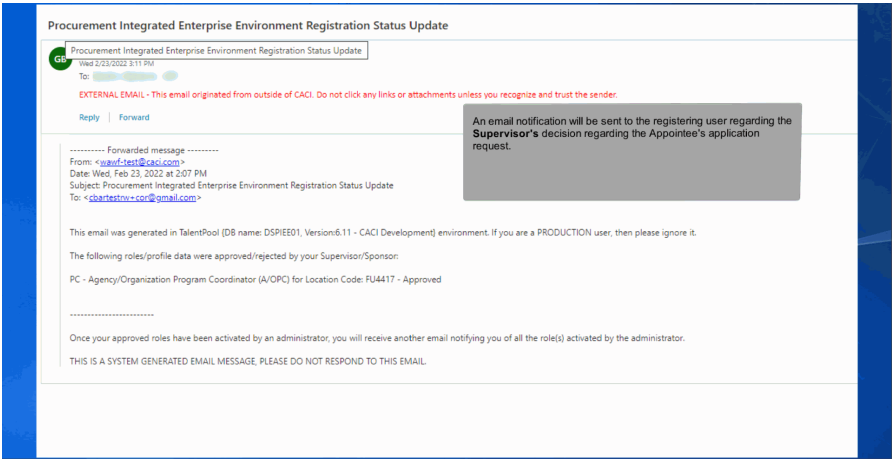 Procurement Integrated Enterprise Environment Registration Status Update
GB
Procurement Integrated Enterprise Environment Registration Status Update
Wed 2/23/2022 3:11 PM
To:
EXTERNAL EMAIL - This email originated from outside of CACI. Do not click any links or attachments unless you recognize and trust the sender.
Reply | Forward
An email notification will be sent to the registering user regarding the
Supervisor's decision regarding the Appointee's application
request.
---------- Forwarded message ---------
From: <wawf-test@caci.com>
Date: Wed, Feb 23, 2022 at 2:07 PM
Subject: Procurement Integrated Enterprise Environment Registration Status Update
To: <cbartestrw+cor@gmail.com>
This email was generated in TalentPool {DB name: DSPIEE01, Version:6.11 - CACI Development} environment. If you are a PRODUCTION user, then please ignore it.
The following roles/profile data were approved/rejected by your Supervisor/Sponsor:
PC - Agency/Organization Program Coordinator (A/OPC) for Location Code: FU4417 - Approved
------------------------
Once your approved roles have been activated by an administrator, you will receive another email notifying you of all the role(s) activated by the administrator.
THIS IS A SYSTEM GENERATED EMAIL MESSAGE, PLEASE DO NOT RESPOND TO THIS EMAIL.